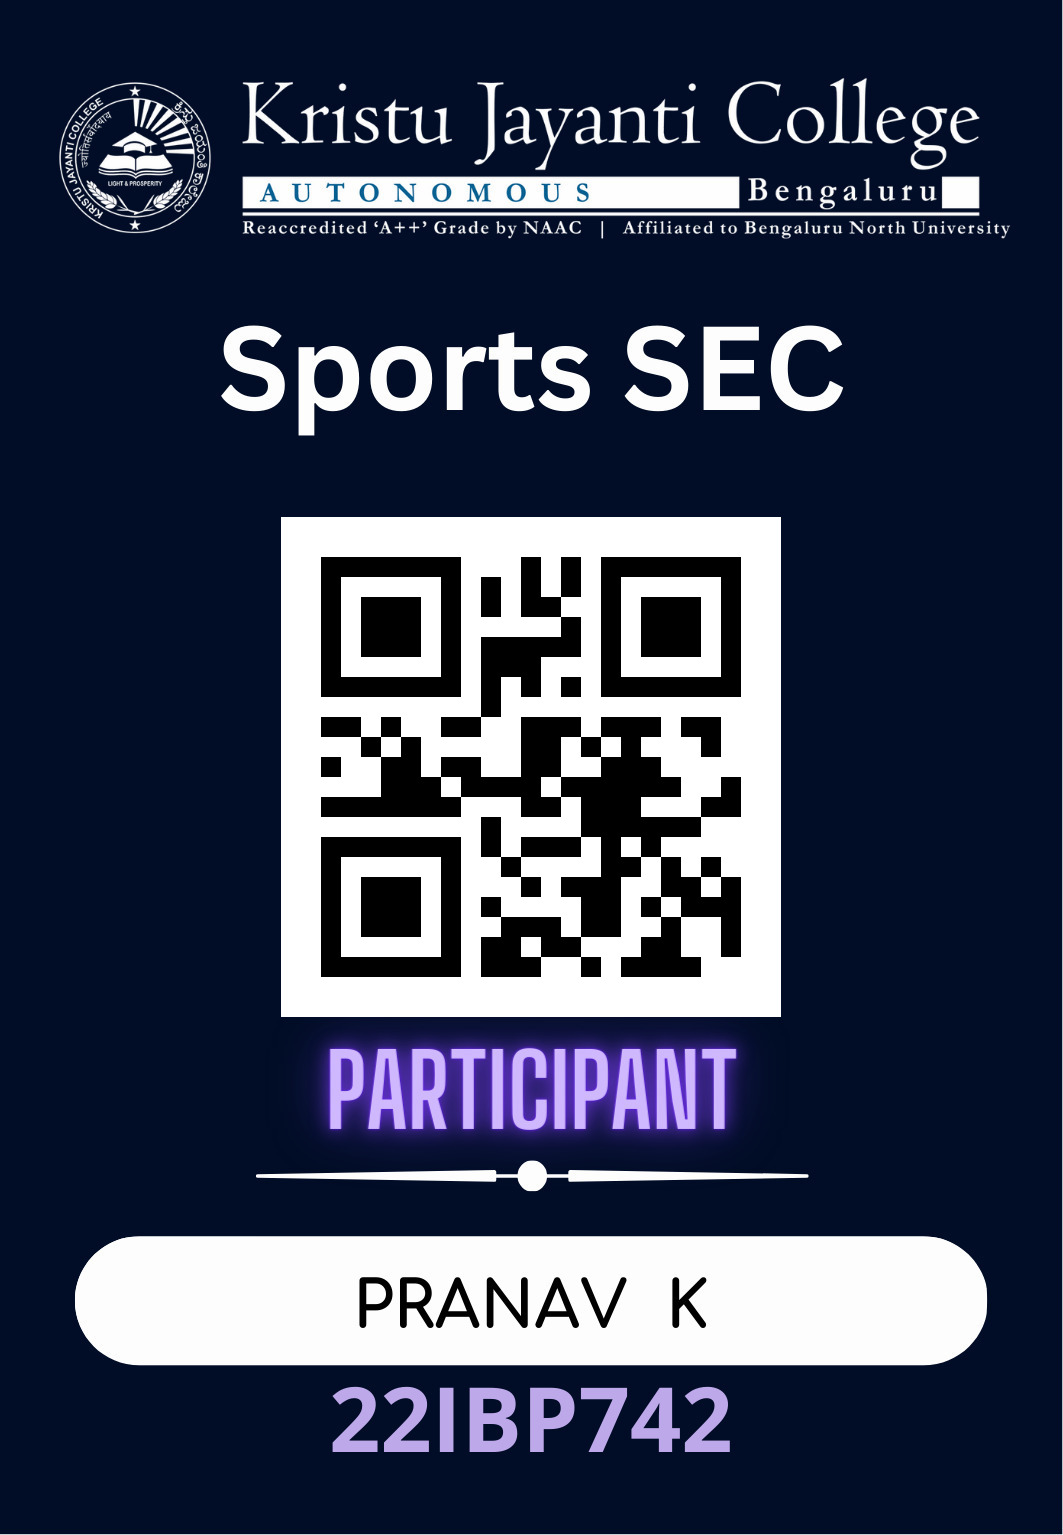 Kristu Jayanti College
AUTONOMOUS Bengaluru
Reaccredited ‘A++’ Grade by NAAC | Affiliated to Bengaluru North University
KRISTU JAYANTI COLLEGE
LIGHT & PROSPERITY
Sports SEC
PARTICIPANT
PRANAV K
22IBP742